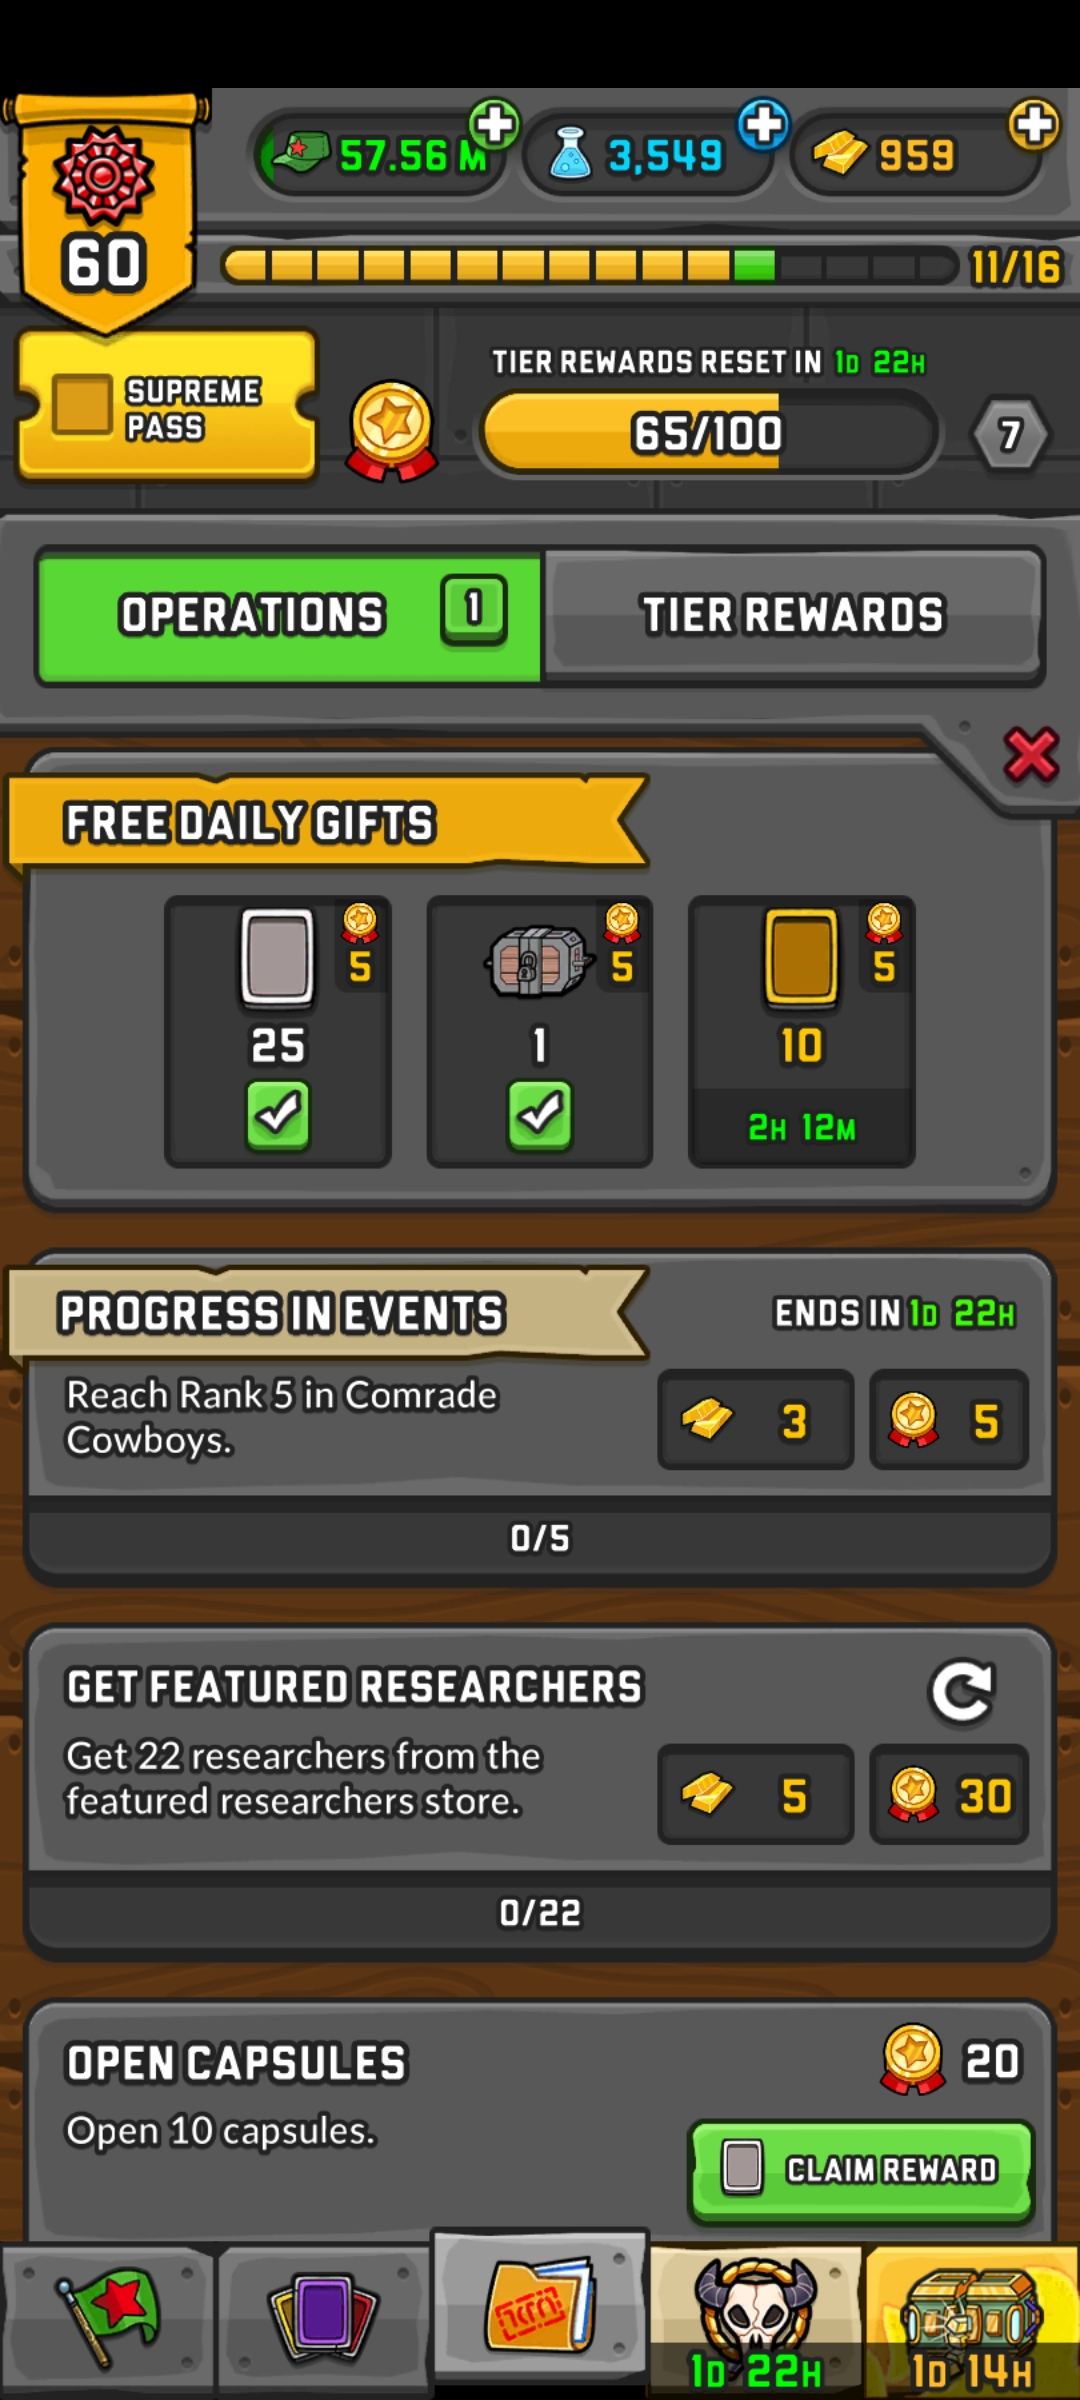 57.56 M
3,549
959
60
11/16
SUPREME
PASS
TIER REWARDS RESET IN 1D 22H
65/100
7
OPERATIONS 1
TIER REWARDS
FREE DAILY GIFTS
5
5
5
25
1
10
2H 12M
PROGRESS IN EVENTS
ENDS IN 1D 22H
Reach Rank 5 in Comrade
Cowboys.
3
5
0/5
GET FEATURED RESEARCHERS
Get 22 researchers from the
featured researchers store.
5
30
0/22
OPEN CAPSULES
20
Open 10 capsules.
CLAIM REWARD
1D 22H
1D 14H